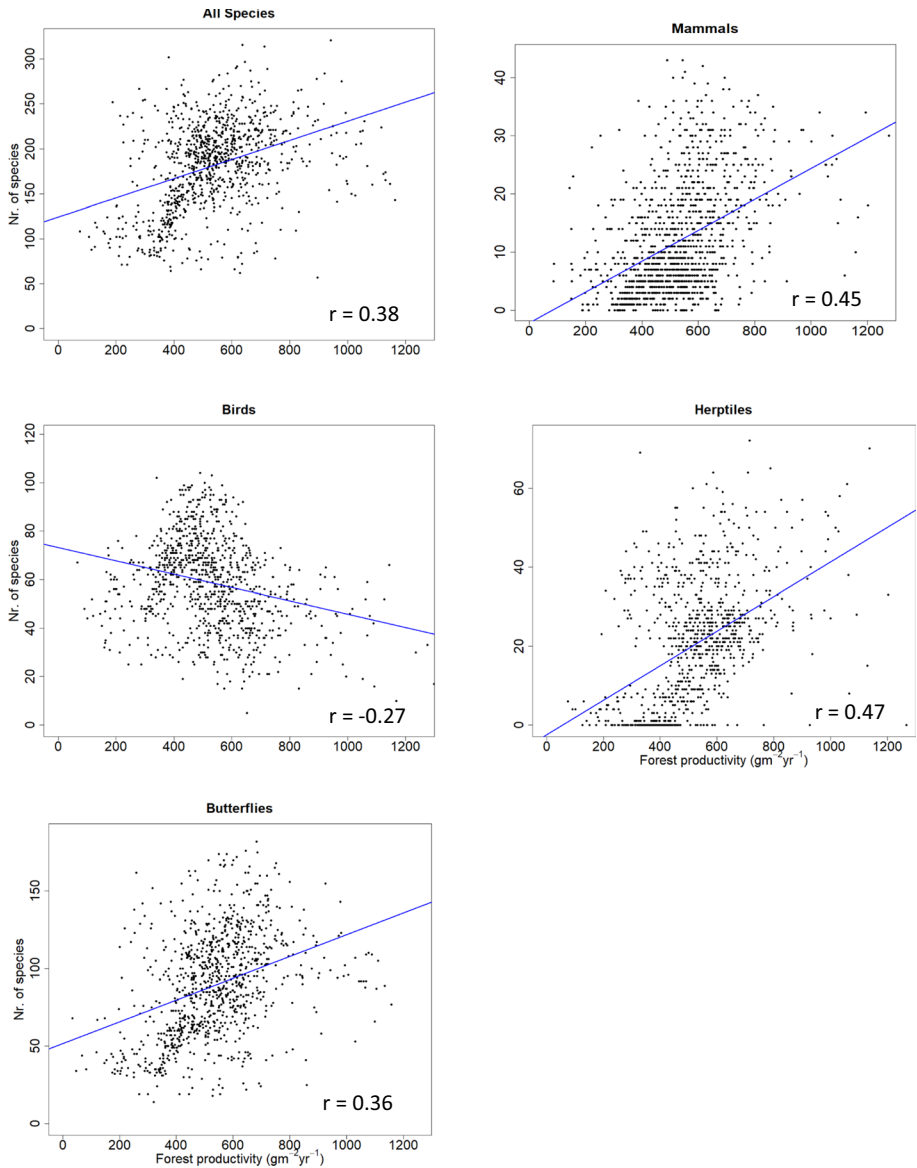 All Species
Nr. of species
0
50
100
150
200
250
300
0 200 400 600 800 1000 1200
r = 0.38
Mammals
0
10
20
30
40
0 200 400 600 800 1000 1200
r = 0.45
Birds
Nr. of species
0
20
40
60
80
100
120
0 200 400 600 800 1000 1200
r = -0.27
Herptiles
0
20
40
60
0 200 400 600 800 1000 1200
Forest productivity (gm⁻²yr⁻¹)
r = 0.47
Butterflies
Nr. of species
0
50
100
150
0 200 400 600 800 1000 1200
Forest productivity (gm⁻²yr⁻¹)
r = 0.36